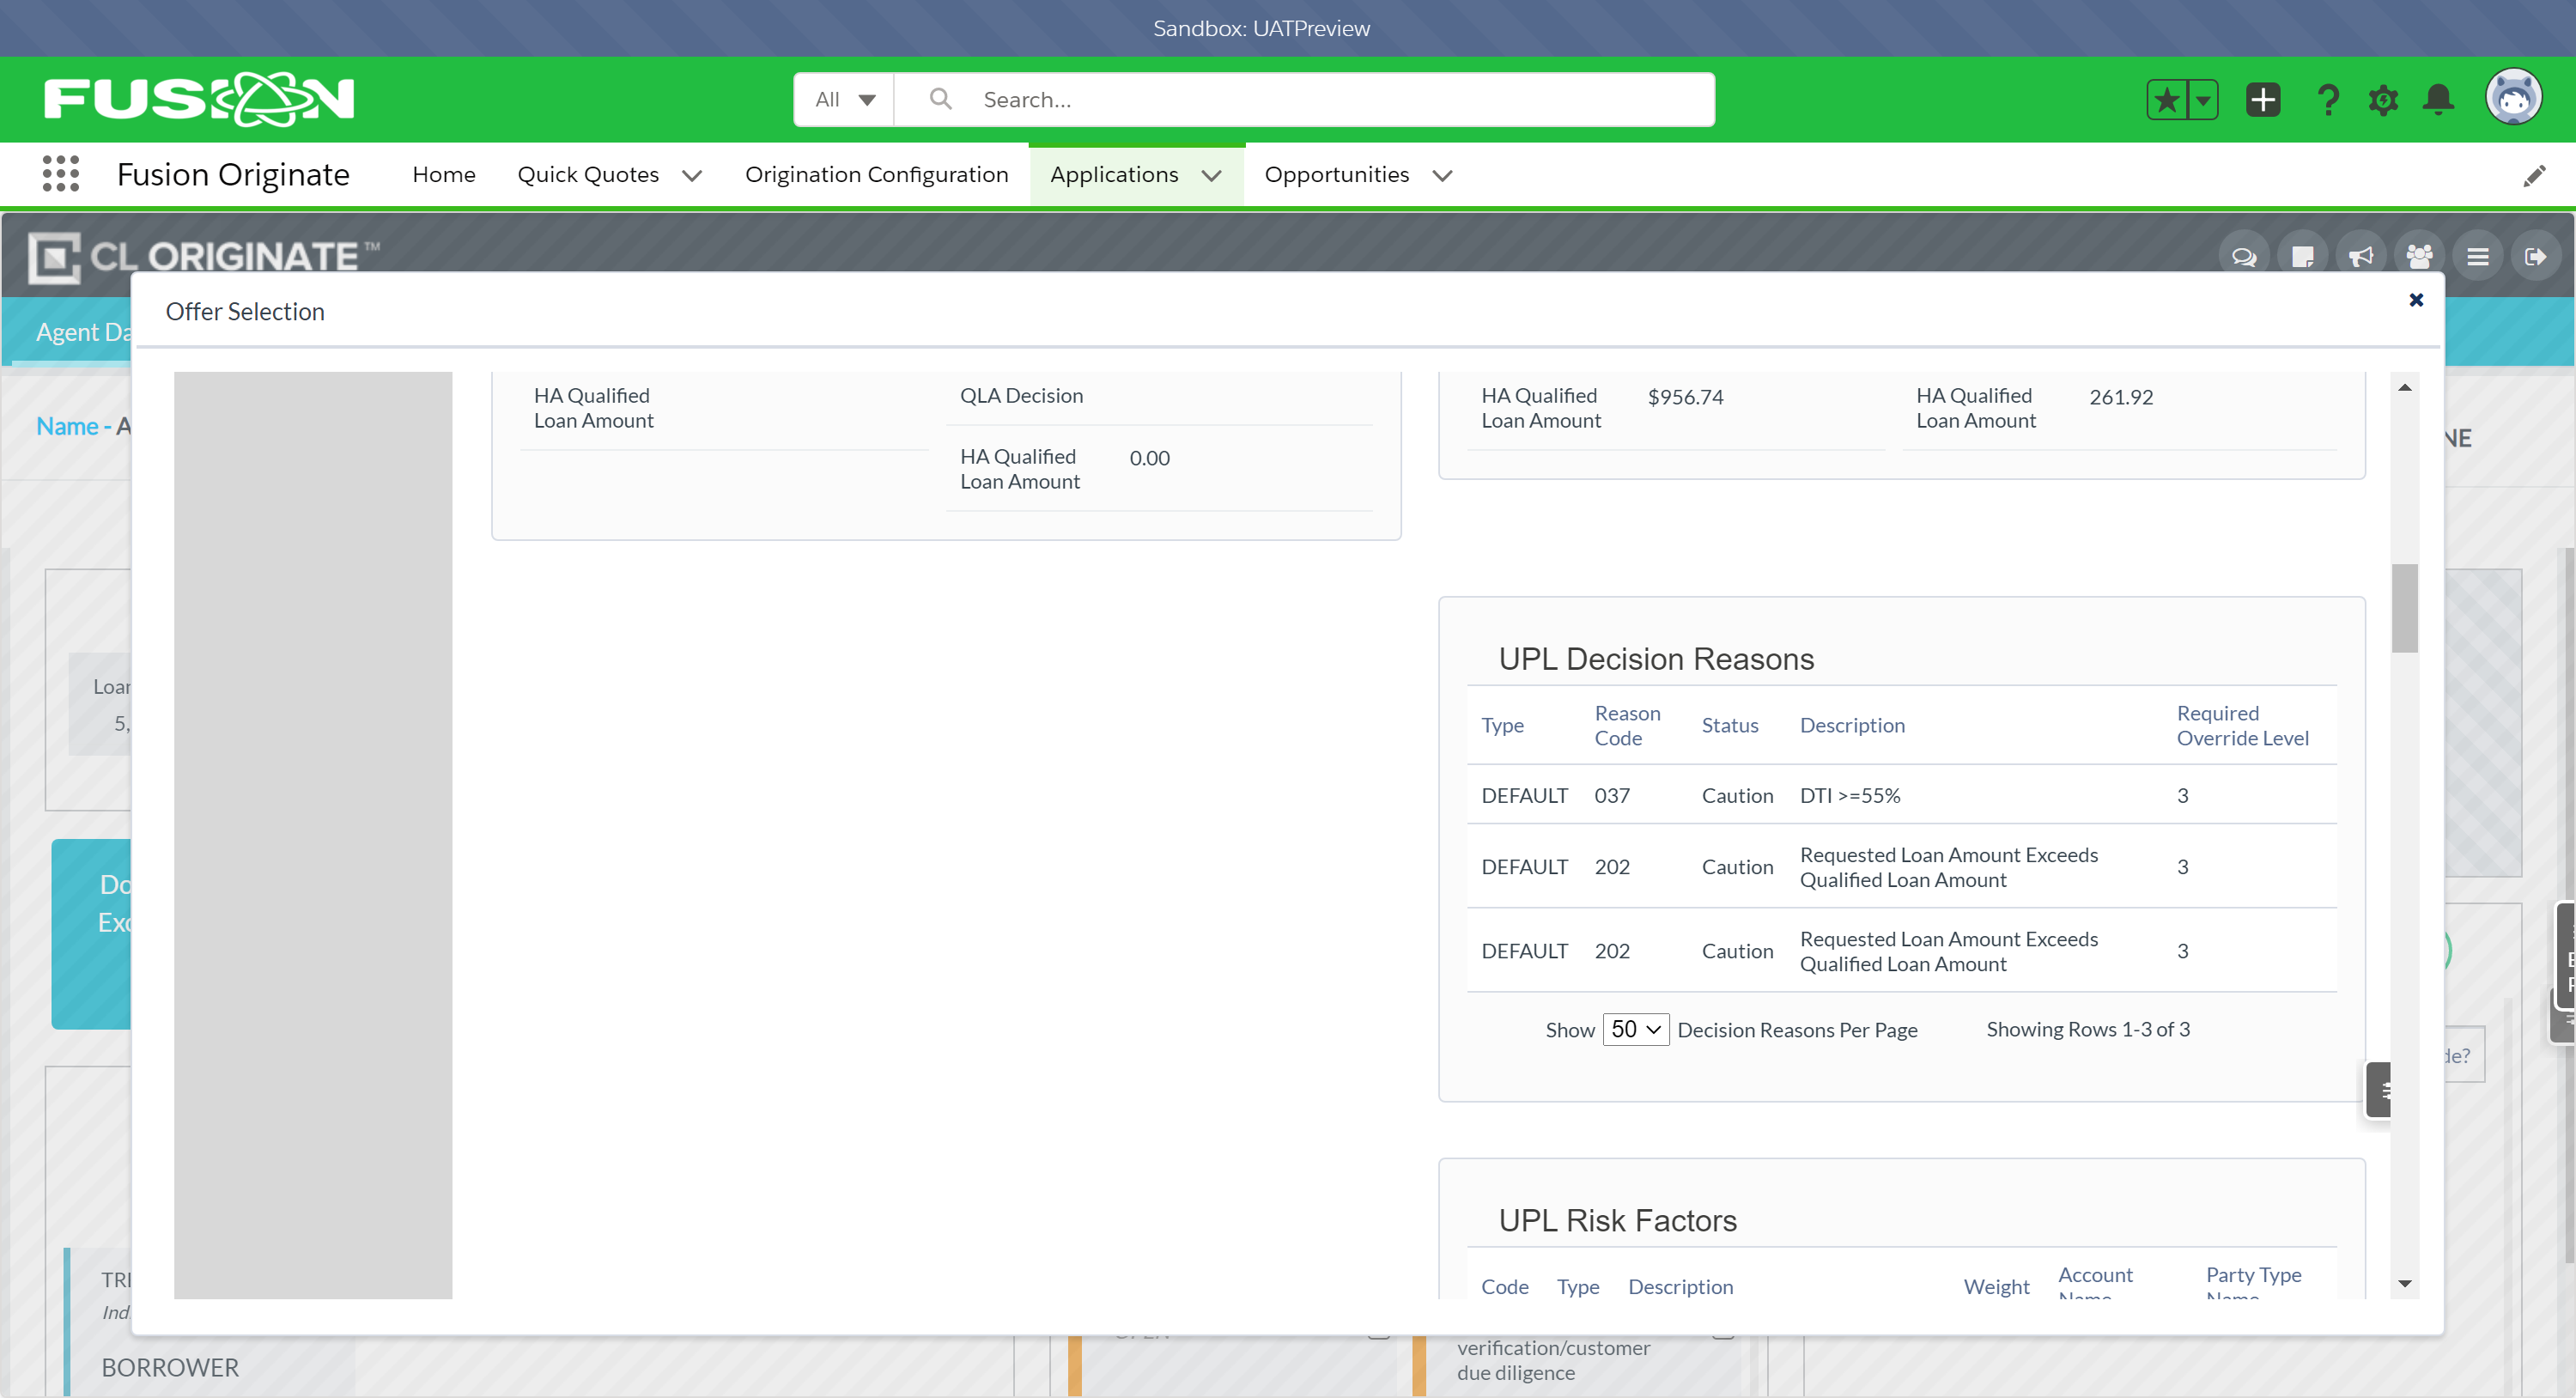 Sandbox: UATPreview
FUSION
All
Search...
Fusion Originate
Home
Quick Quotes
Origination Configuration
Applications
Opportunities
CL ORIGINATE™
Agent Da
Offer Selection
Name - A
NE
HA Qualified
Loan Amount
QLA Decision
HA Qualified
Loan Amount
0.00
HA Qualified
Loan Amount
$956.74
HA Qualified
Loan Amount
261.92
Loan
5,
Do
Exc
UPL Decision Reasons
Type
Reason
Code
Status
Description
Required
Override Level
DEFAULT 037 Caution DTI >=55% 3
DEFAULT 202 Caution Requested Loan Amount Exceeds
Qualified Loan Amount 3
DEFAULT 202 Caution Requested Loan Amount Exceeds
Qualified Loan Amount 3
Show 50 Decision Reasons Per Page
Showing Rows 1-3 of 3
de?
UPL Risk Factors
Code
Type
Description
Weight
Account
Name
Party Type
Name
TRI
Ind
BORROWER
verification/customer
due diligence